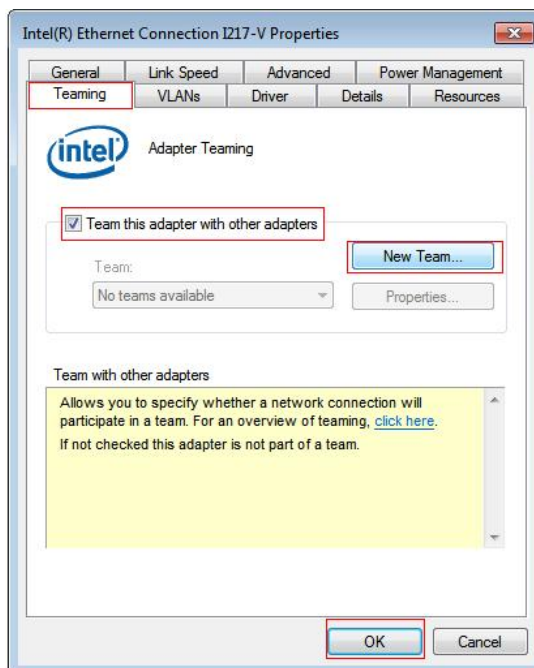 Intel(R) Ethernet Connection I217-V Properties
General Link Speed Advanced Power Management
Teaming VLANs Driver Details Resources
intel Adapter Teaming
Team this adapter with other adapters
New Team...
Team:
No teams available
Properties...
Team with other adapters
Allows you to specify whether a network connection will
participate in a team. For an overview of teaming, click here.
If not checked this adapter is not part of a team.
OK Cancel